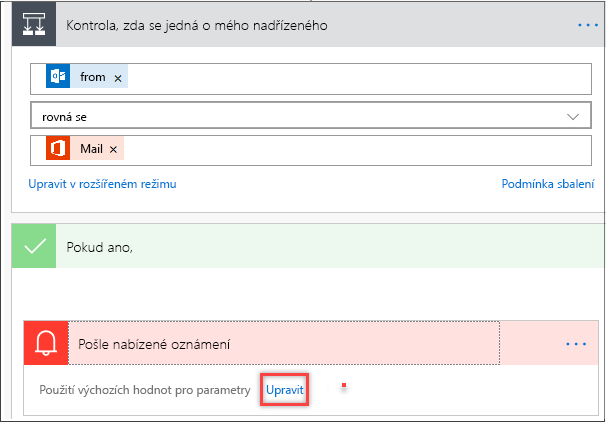 Kontrola, zda se jedná o mého nadřízeného
from ×
rovná se
Mail ×
Upravit v rozšířeném režimu Podmínka sbalení
Pokud ano,
Pošle nabízené oznámení
Použití výchozích hodnot pro parametry Upravit